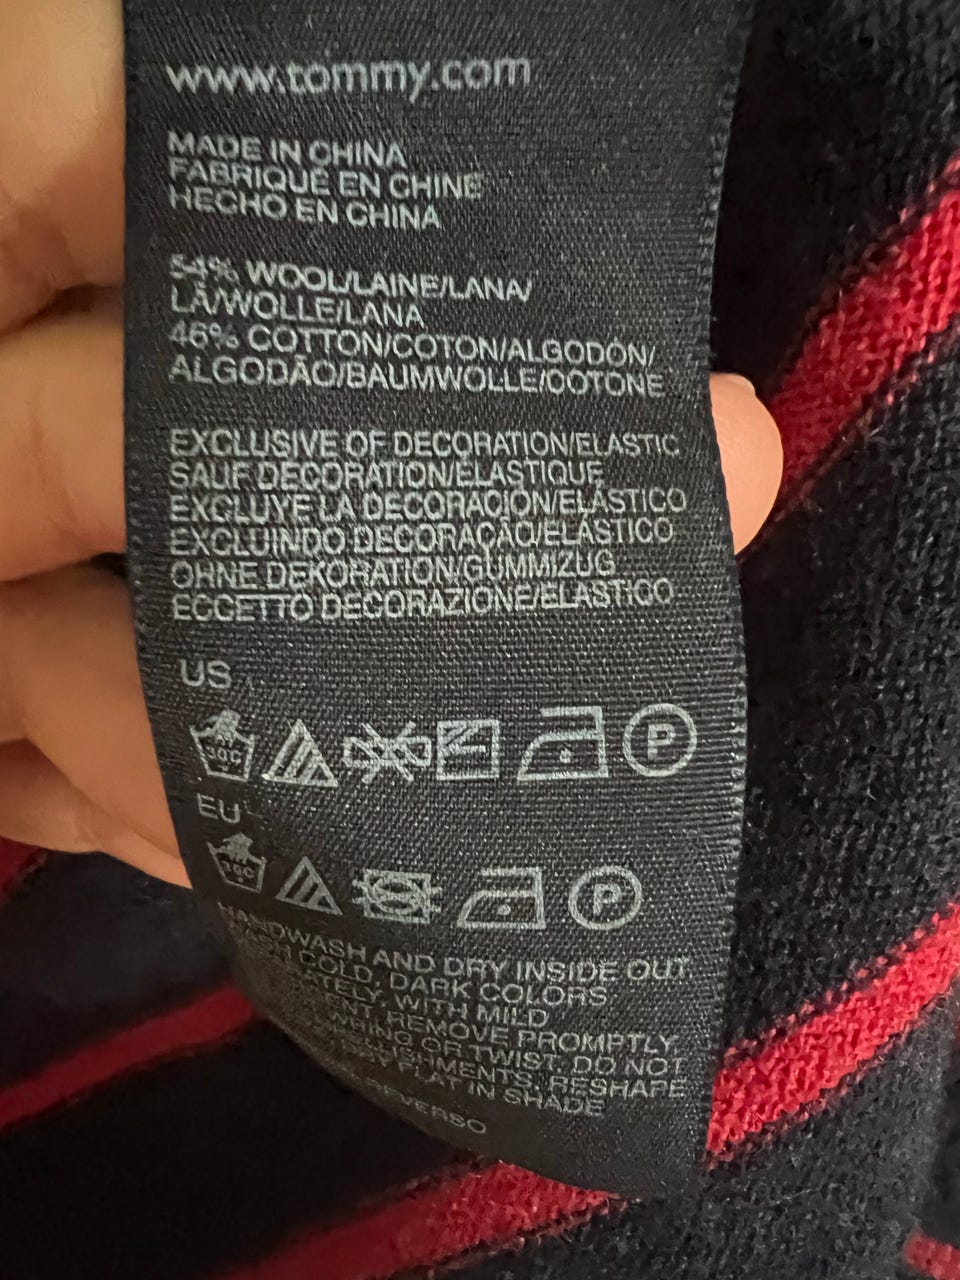 www.tommy.com
MADE IN CHINA
FABRIQUÉ EN CHINE
HECHO EN CHINA
54% WOOL/LAINE/LANA/
LÃ/WOLLE/LANA
46% COTTON/COTON/ALGODÓN/
ALGODÃO/BAUMWOLLE/COTONE
EXCLUSIVE OF DECORATION/ELASTIC
SAUF DÉCORATION/ÉLASTIQUE
EXCLUYE LA DECORACIÓN/ELÁSTICO
EXCLUINDO DECORAÇÃO/ELÁSTICO
OHNE DEKORATION/GUMMIZUG
ECCETTO DECORAZIONE/ELASTICO
US
30C P
EU
30C P
HANDWASH AND DRY INSIDE OUT.
COLD, DARK COLORS
WITH MILD
REMOVE PROMPTLY.
WRING OR TWIST. DO NOT
RESHAPE
FLAT IN SHADE